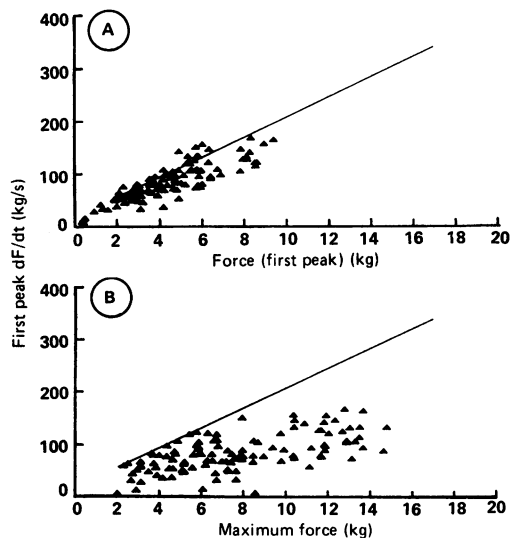 A
400
300
200
100
0
0 2 4 6 8 10 12 14 16 18 20
Force (first peak) (kg)
First peak dF/dt (kg/s)
B
400
300
200
100
0
0 2 4 6 8 10 12 14 16 18 20
Maximum force (kg)